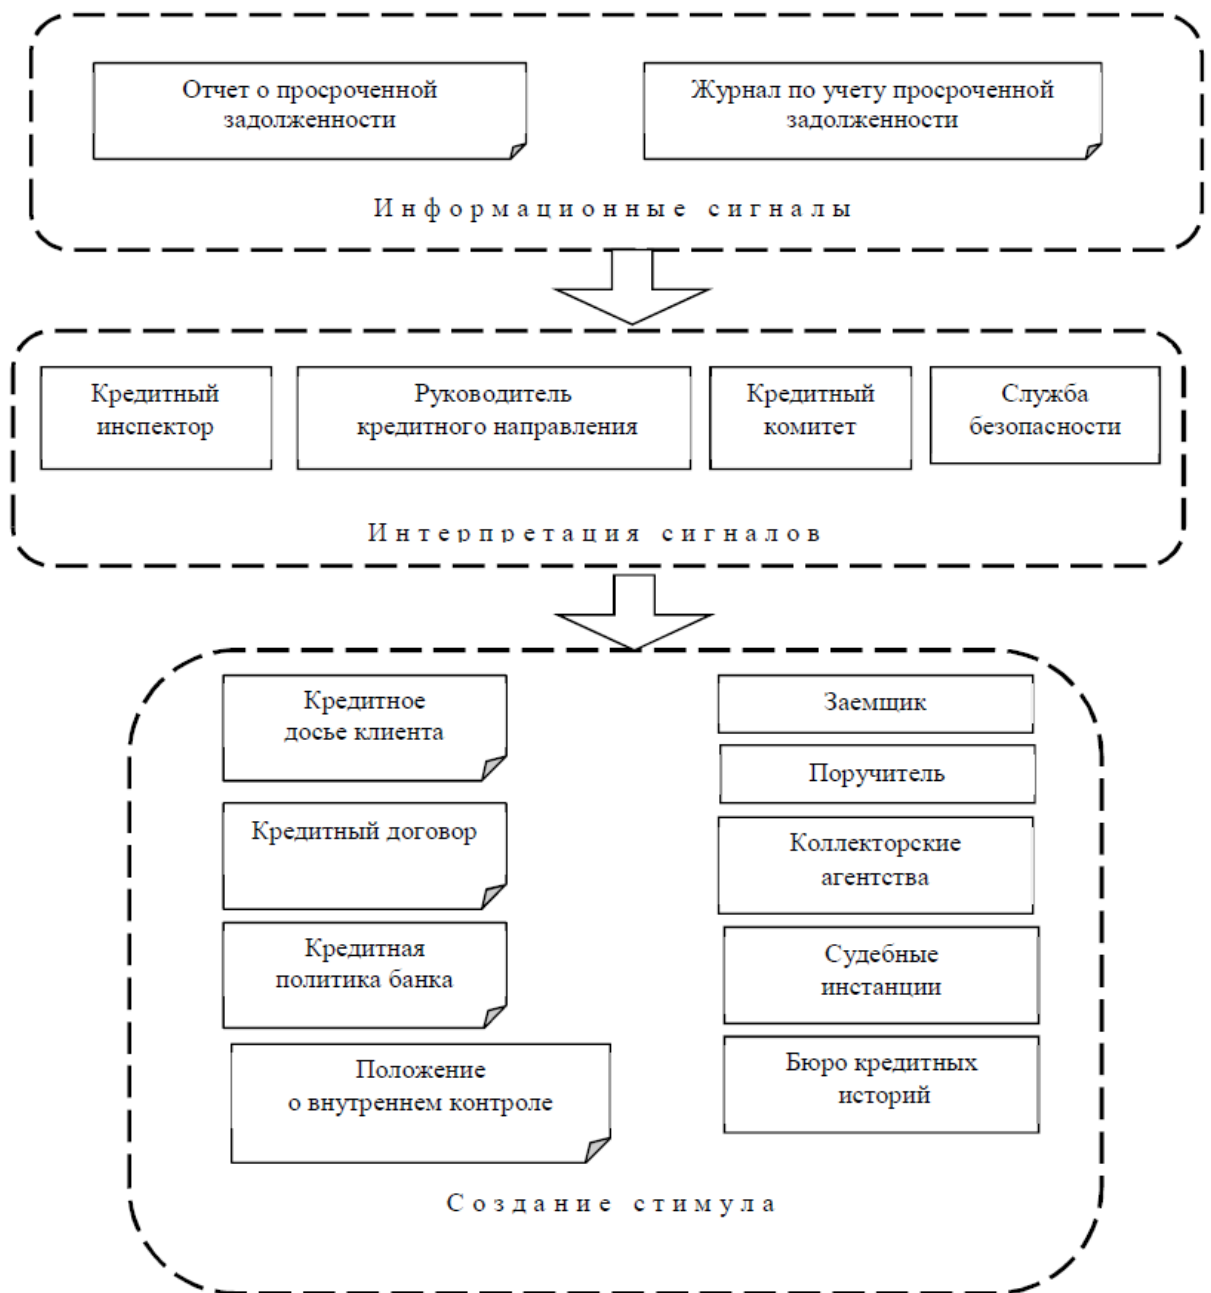 Отчет о просроченной
задолженности
Журнал по учету просроченной
задолженности
Информационные сигналы
Кредитный
инспектор
Руководитель
кредитного направления
Кредитный
комитет
Служба
безопасности
Интерпретация сигналов
Кредитное
досье клиента
Кредитный договор
Кредитная
политика банка
Положение
о внутреннем контроле
Заемщик
Поручитель
Коллекторские
агентства
Судебные
инстанции
Бюро кредитных
историй
Создание стимула